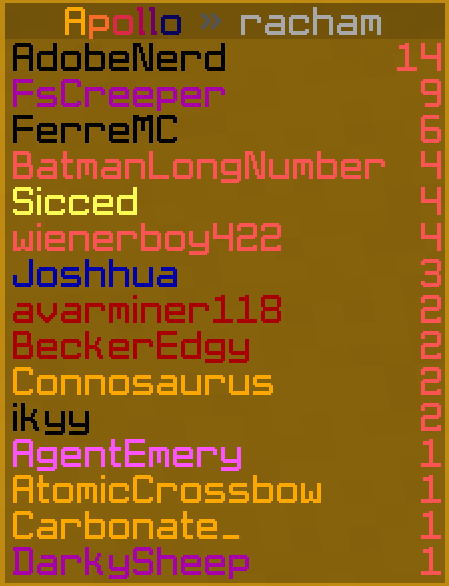 Apollo » racham
AdobeNerd 14
FsCreeper 9
FerreMC 6
BatmanLongNumber 4
Sicced 4
wienerboy422 4
Joshhua 3
avarminer118 2
BeckerEdgy 2
Connosaurus 2
ikyy 2
AgentEmery 1
AtomicCrossbow 1
Carbonate_ 1
DarkySheep 1